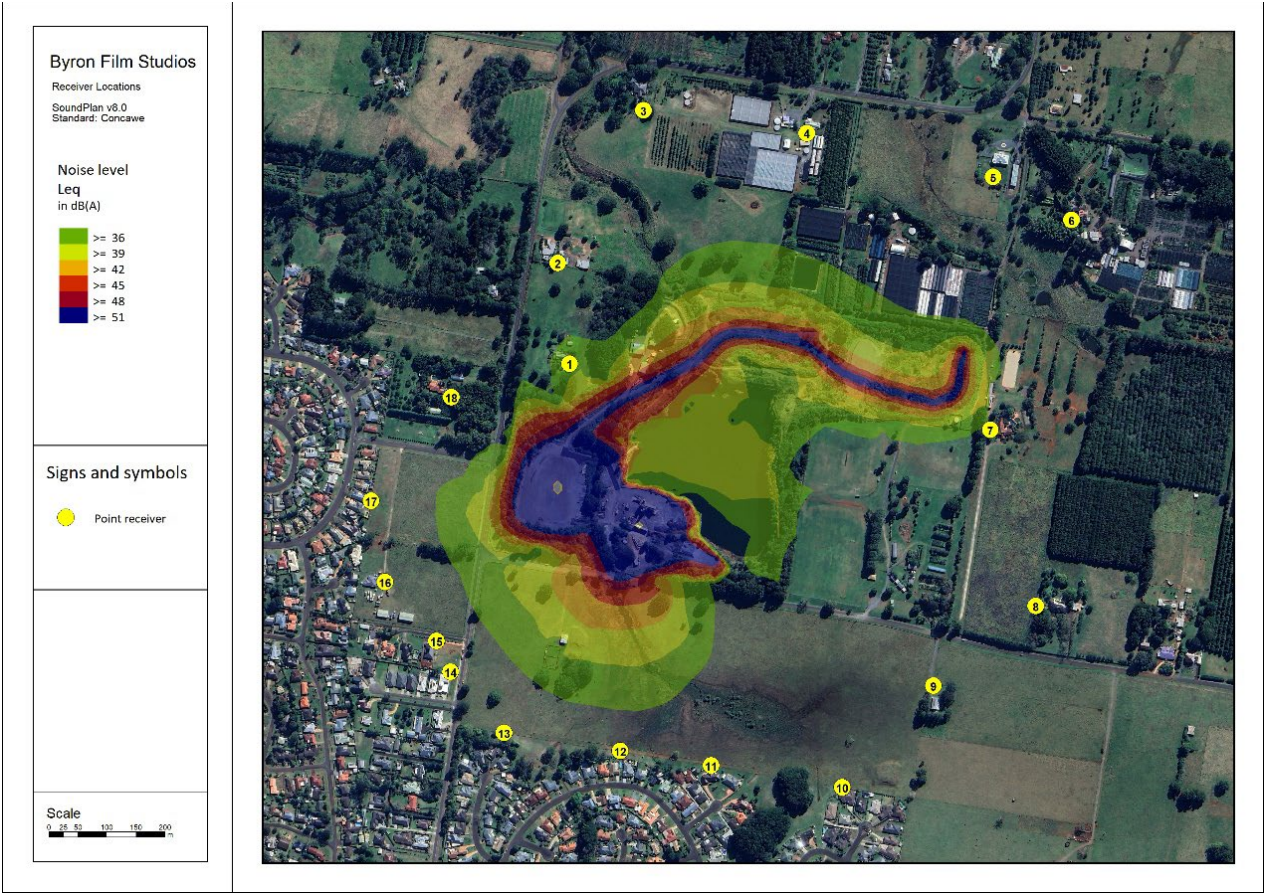 Byron Film Studios
Receiver Locations
SoundPlan v8.0
Standard: Concawe
Noise level
Leq
in dB(A)
>= 36
>= 39
>= 42
>= 45
>= 48
>= 51
Signs and symbols
Point receiver
Scale
0 25 50 100 150 200
m
3
4
5
6
2
1
18
7
17
16
8
15
14
9
13
12
11
10